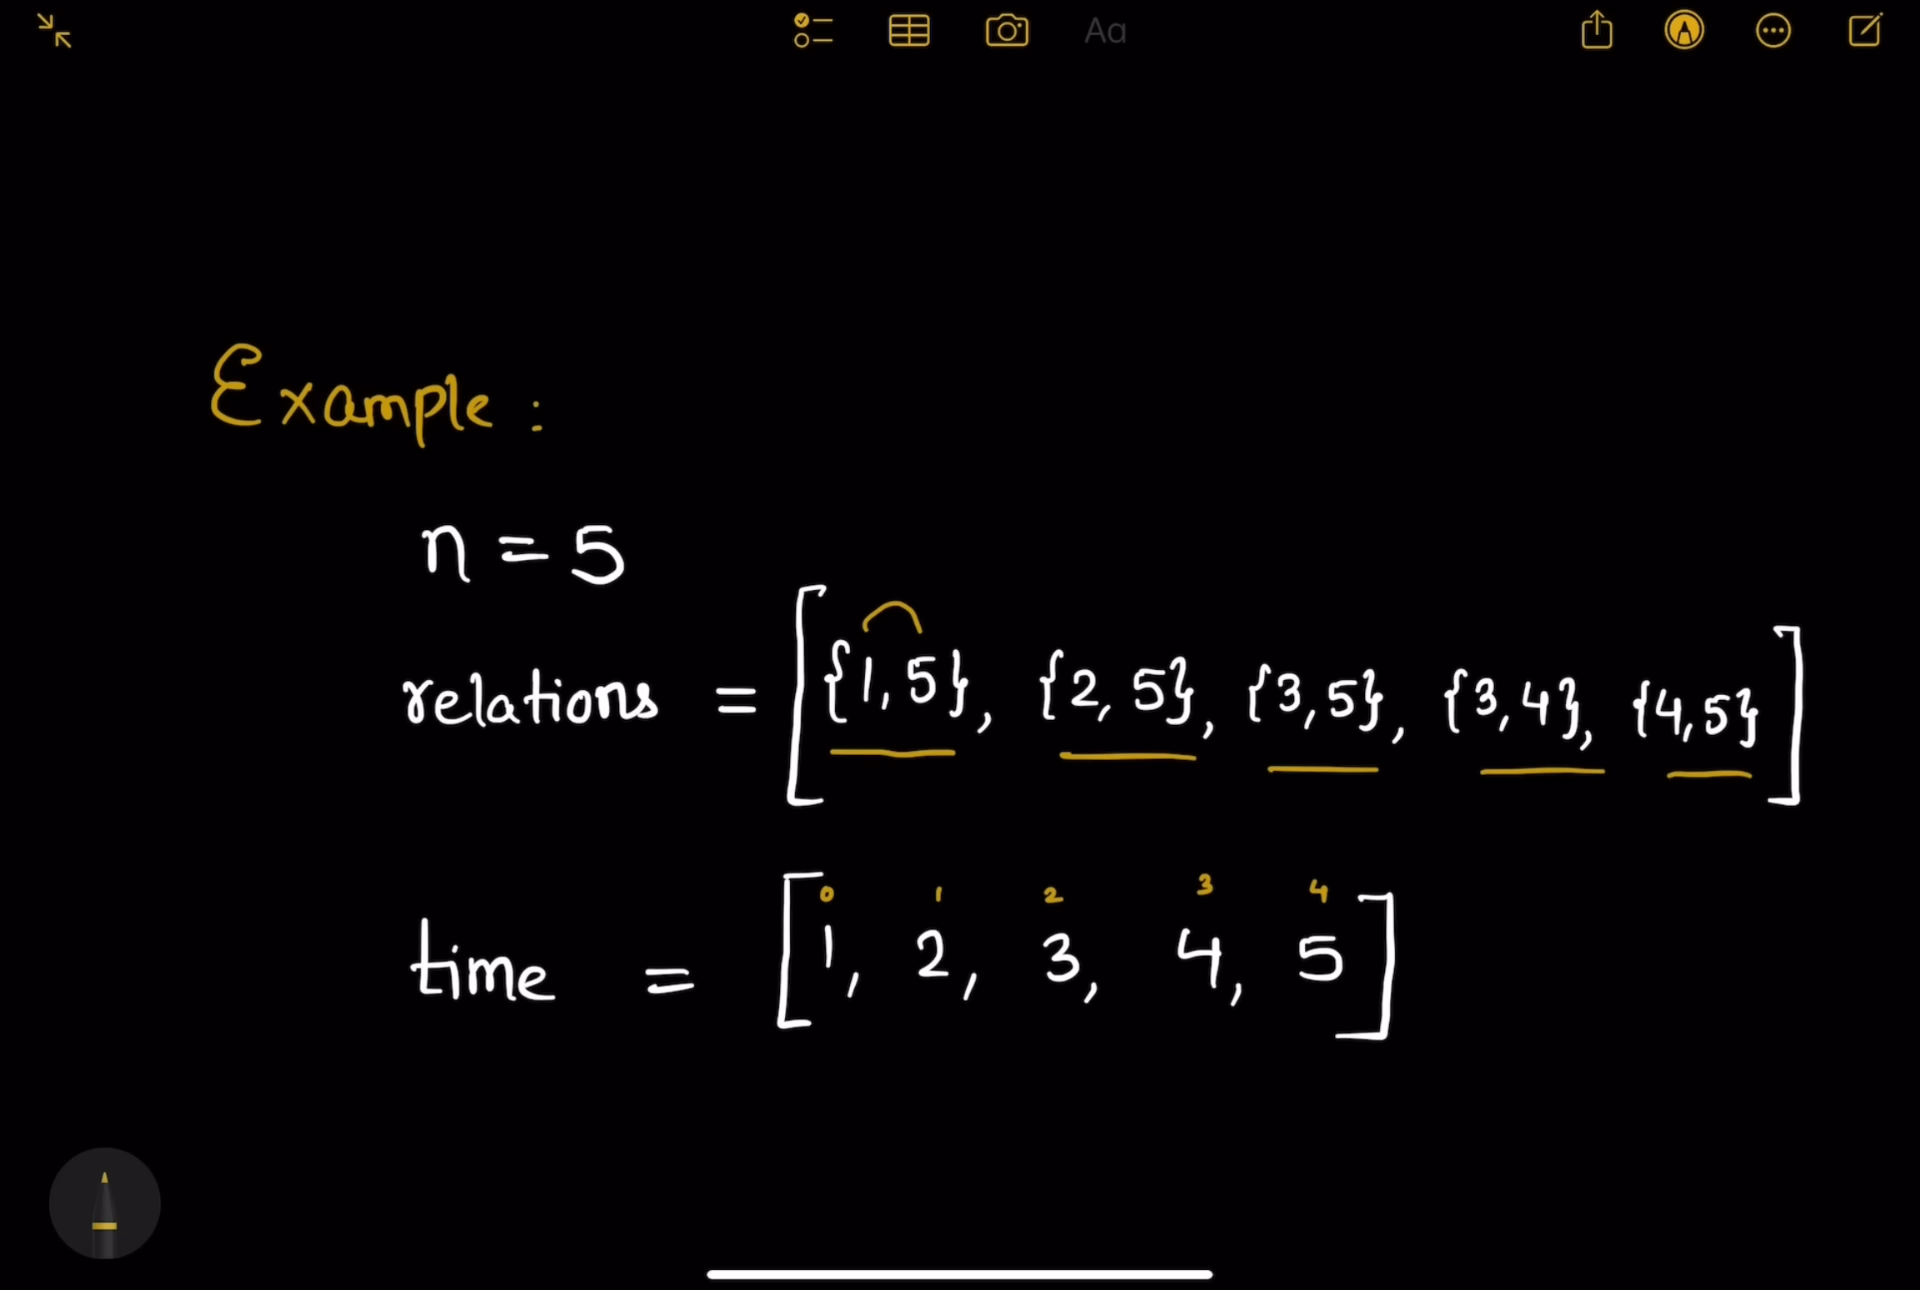 Aa
Example :
n = 5
relations = [{1,5}, {2,5}, {3,5}, {3,4}, {4,5}]
0 1 2 3 4
time = [1, 2, 3, 4, 5]